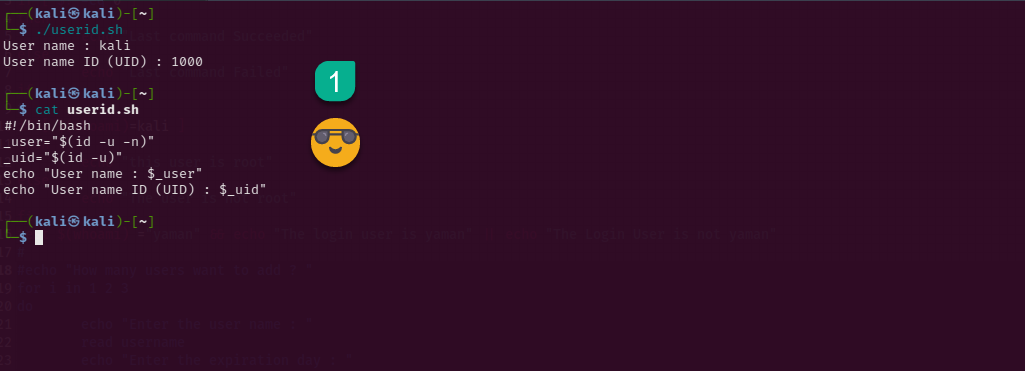 ┌──(kali㉿kali)-[~]
└─$ ./userid.sh
User name : kali
User name ID (UID) : 1000
1
┌──(kali㉿kali)-[~]
└─$ cat userid.sh
#!/bin/bash
_user="$(id -u -n)"
_uid="$(id -u)"
echo "User name : $_user"
echo "User name ID (UID) : $_uid"
┌──(kali㉿kali)-[~]
└─$